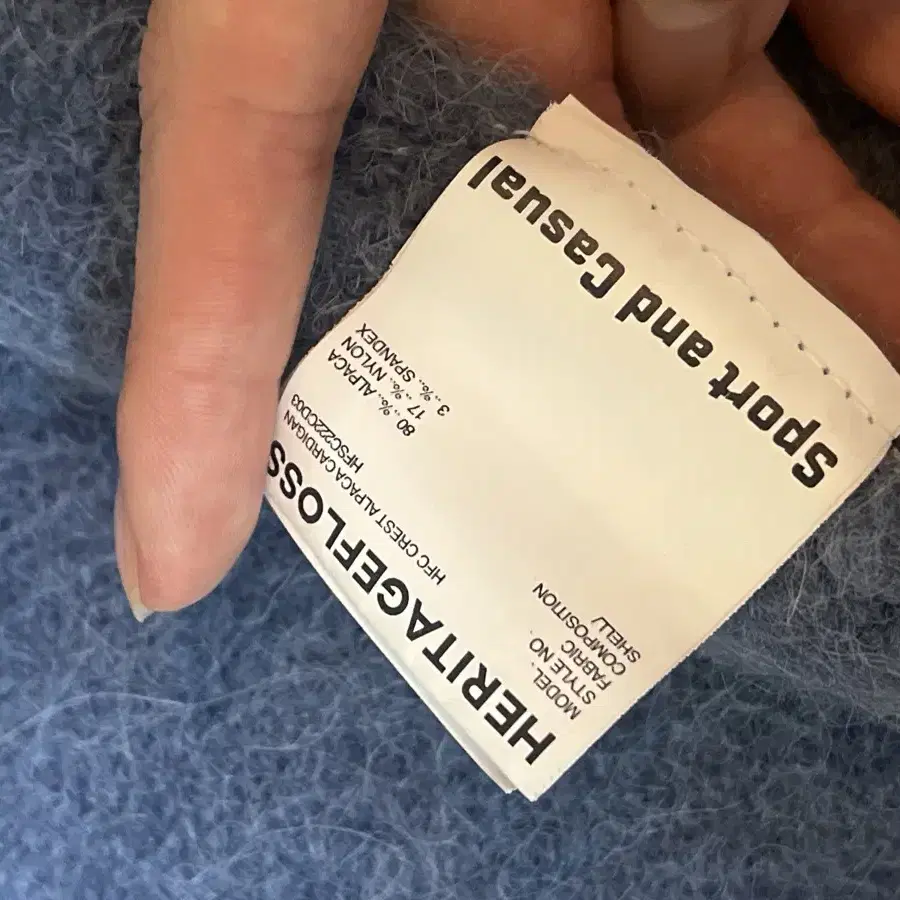 HERITAGEFLOSS
MODEL. HFC CREST ALPACA CARDIGAN
STYLE NO. HFSC222CD03
FABRIC
COMPOSITION 80 ..%.. ALPACA
SHELL/ 17 ..%.. NYLON
3 ..%.. SPANDEX
Sport and Casual